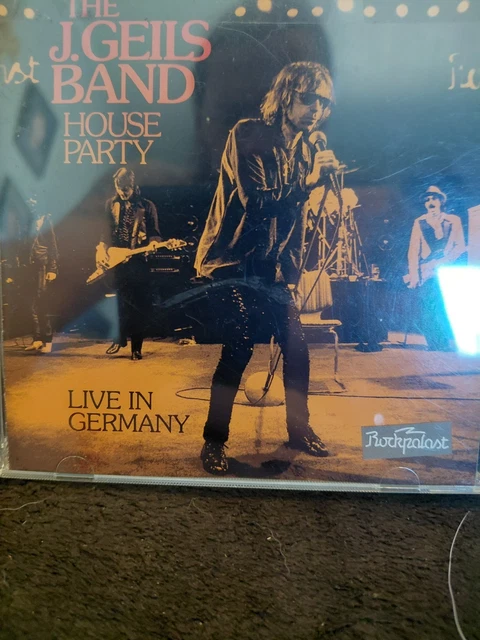 THE
J.GEILS
BAND
HOUSE
PARTY
LIVE IN
GERMANY
Rockpalast